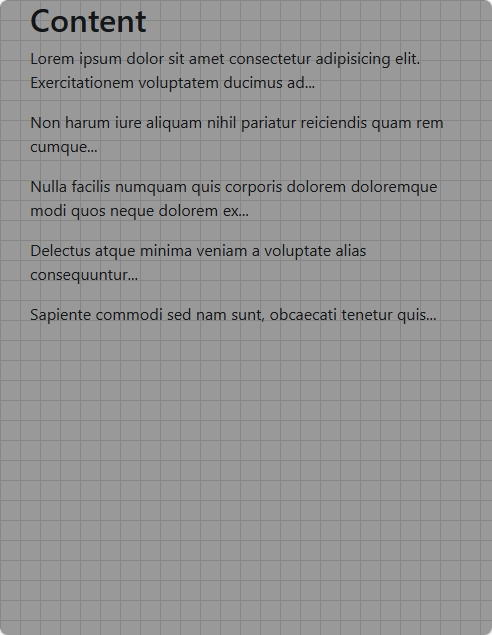 Content
Lorem ipsum dolor sit amet consectetur adipisicing elit.
Exercitationem voluptatem ducimus ad...
Non harum iure aliquam nihil pariatur reiciendis quam rem
cumque...
Nulla facilis numquam quis corporis dolorem doloremque
modi quos neque dolorem ex...
Delectus atque minima veniam a voluptate alias
consequuntur...
Sapiente commodi sed nam sunt, obcaecati tenetur quis...